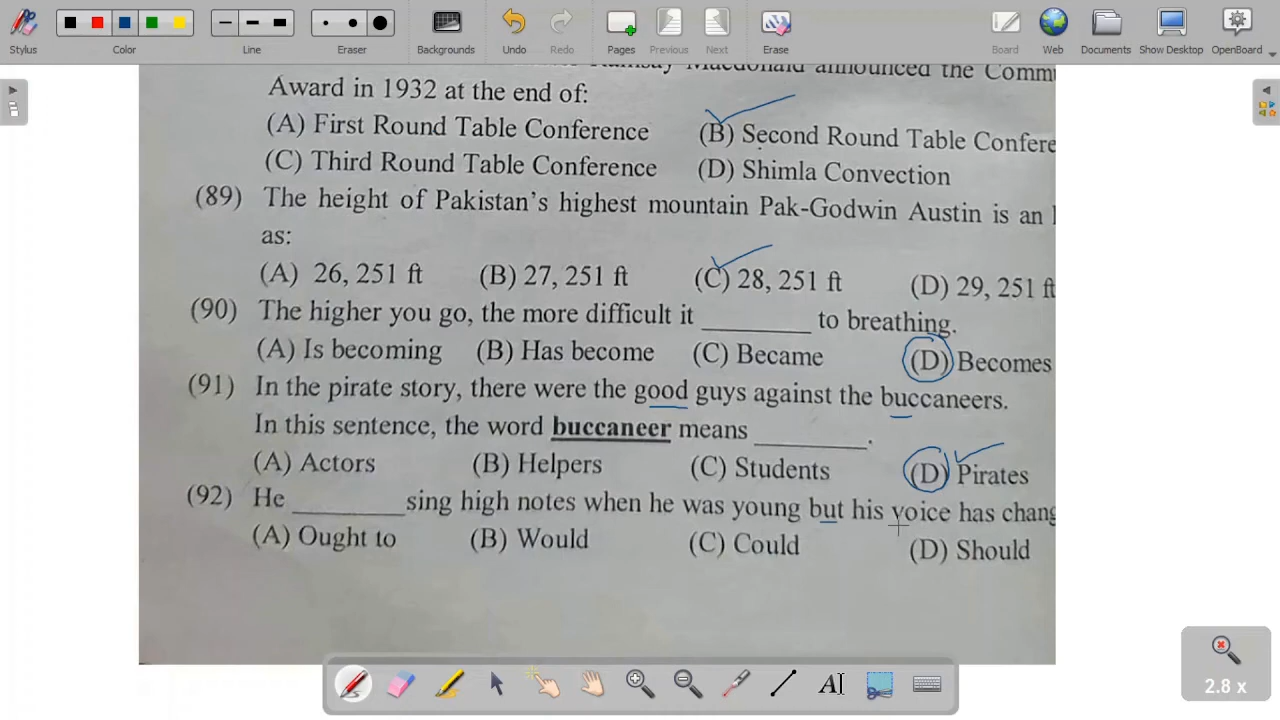 Stylus
Color
Line
Eraser
Backgrounds
Undo
Redo
Pages
Previous
Next
Erase
Board
Web
Documents
Show Desktop
OpenBoard
Macdonald announced the
Award in 1932 at the end of:
(A) First Round Table Conference (B) Second Round Table Confere
(C) Third Round Table Conference (D) Shimla Convection
(89) The height of Pakistan's highest mountain Pak-Godwin Austin is an
as:
(A) 26, 251 ft (B) 27, 251 ft (C) 28, 251 ft (D) 29, 251 ft
(90) The higher you go, the more difficult it ________ to breathing.
(A) Is becoming (B) Has become (C) Became (D) Becomes
(91) In the pirate story, there were the good guys against the buccaneers.
In this sentence, the word buccaneer means ________.
(A) Actors (B) Helpers (C) Students (D) Pirates
(92) He ________ sing high notes when he was young but his voice has chang
(A) Ought to (B) Would (C) Could (D) Should
2.8 x